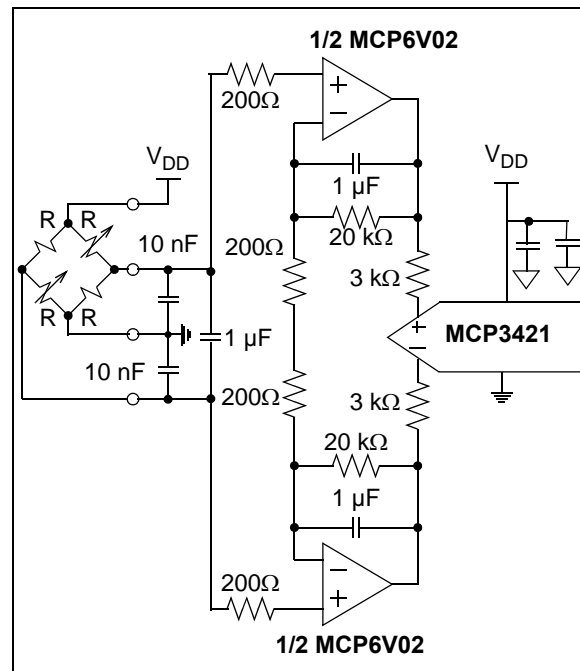 1/2 MCP6V02
200Ω
+
−
V_DD
V_DD
1 µF
R R
20 kΩ
10 nF
200Ω
3 kΩ
R R
1 µF
+
−
MCP3421
10 nF
200Ω
3 kΩ
20 kΩ
1 µF
200Ω
−
+
1/2 MCP6V02